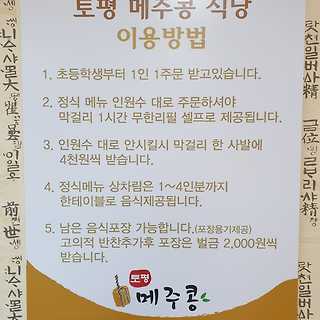 토평 메주콩 식당
이용방법
1. 초등학생부터 1인 1주문 받고있습니다.
2. 정식 메뉴 인원수 대로 주문하셔야
막걸리 1시간 무한리필 셀프로 제공됩니다.
3. 인원수 대로 안시킬시 막걸리 한 사발에
4천원씩 받습니다.
4. 정식메뉴 상차림은 1~4인분까지
한테이블로 음식제공됩니다.
5. 남은 음식포장 가능합니다.(포장용기제공)
고의적 반찬추가후 포장은 벌금 2,000원씩
받습니다.
토평
메주콩